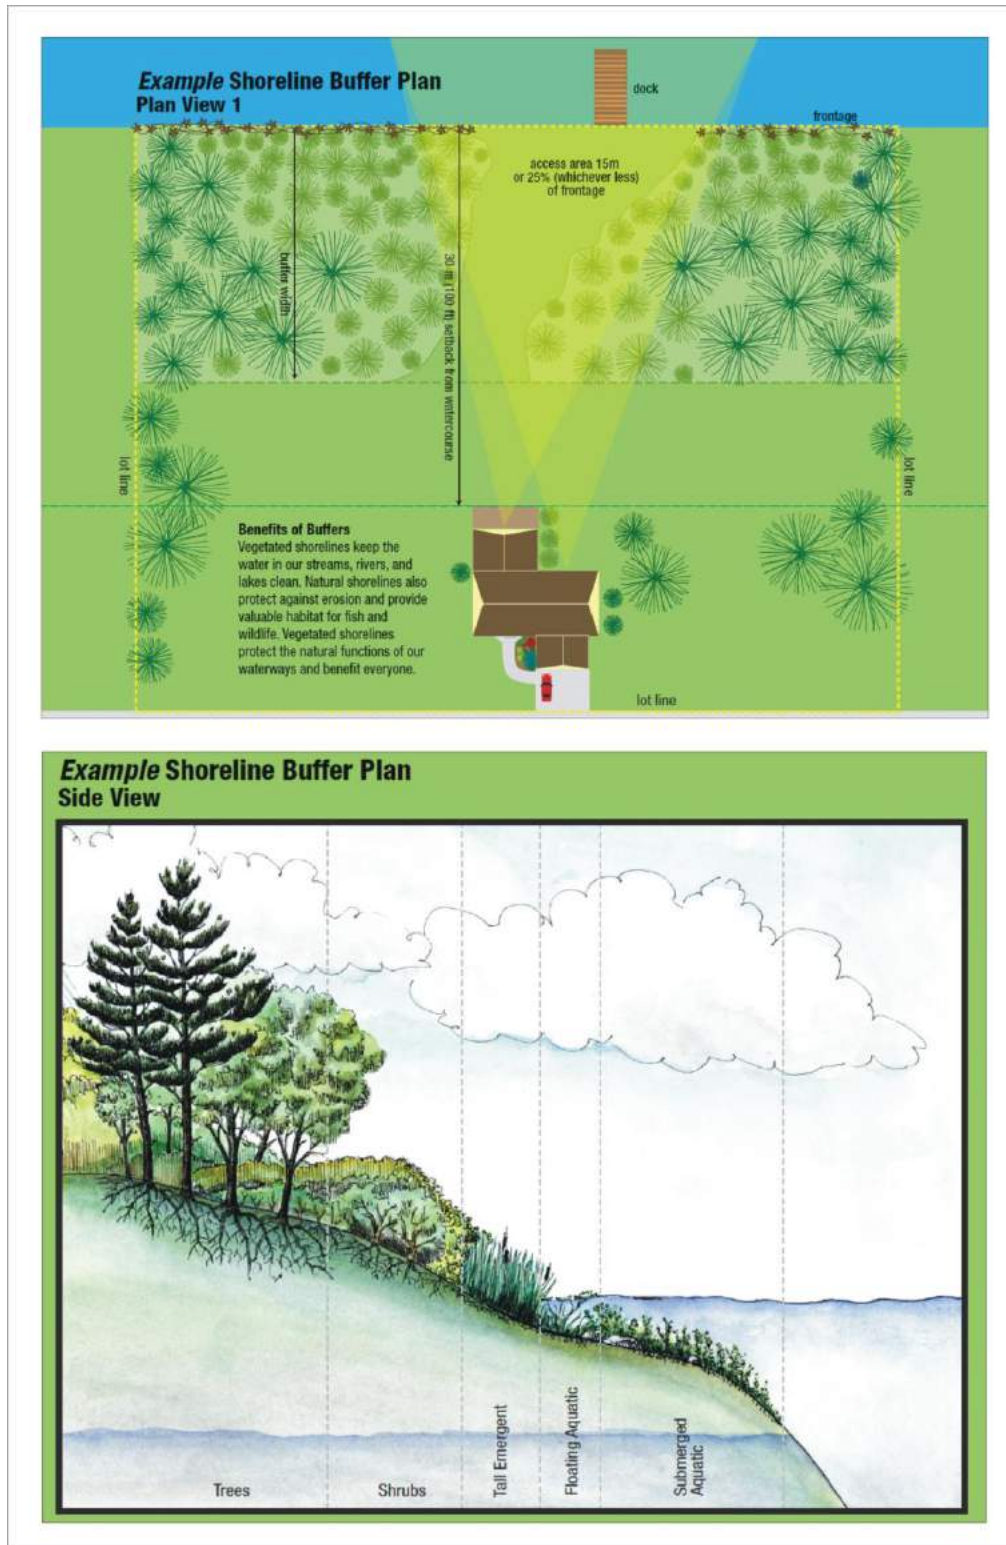 Example Shoreline Buffer Plan
Plan View 1
dock
frontage
access area 15m
or 25% (whichever less)
of frontage
buffer width
30 m (100 ft) setback from watercourse
lot line
lot line
Benefits of Buffers
Vegetated shorelines keep the
water in our streams, rivers, and
lakes clean. Natural shorelines also
protect against erosion and provide
valuable habitat for fish and
wildlife. Vegetated shorelines
protect the natural functions of our
waterways and benefit everyone.
lot line
Example Shoreline Buffer Plan
Side View
Trees
Shrubs
Tall Emergent
Floating Aquatic
Submerged
Aquatic